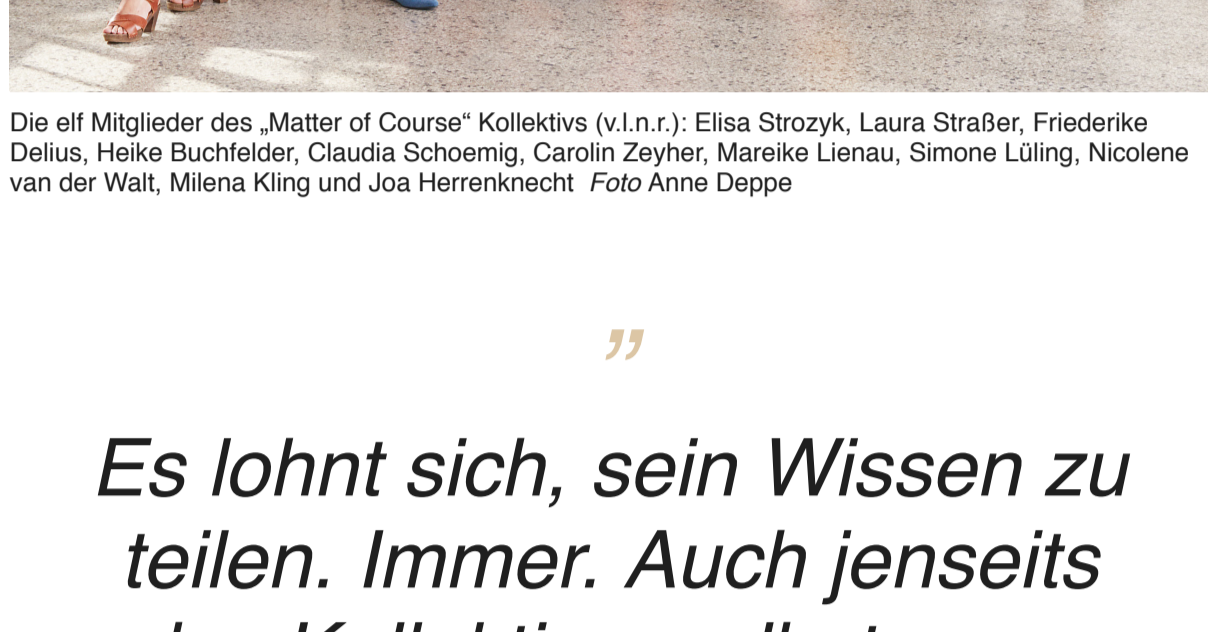 Die elf Mitglieder des „Matter of Course“ Kollektivs (v.l.n.r.): Elisa Strozyk, Laura Straßer, Friederike
Delius, Heike Buchfelder, Claudia Schoemig, Carolin Zeyher, Mareike Lienau, Simone Lüling, Nicolene
van der Walt, Milena Kling und Joa Herrenknecht  Foto Anne Deppe
”
Es lohnt sich, sein Wissen zu
teilen. Immer. Auch jenseits